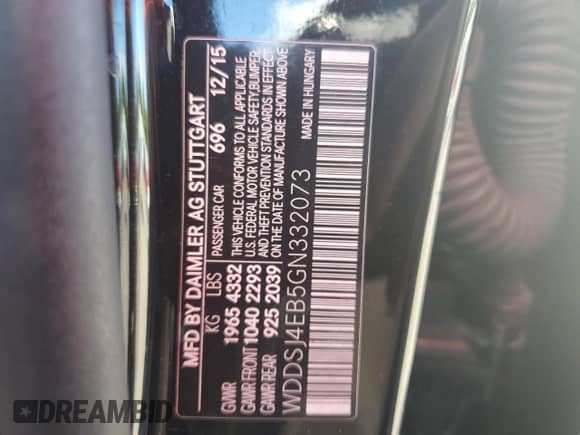 MFD BY DAIMLER AG STUTTGART
KG LBS PASSENGER CAR 696 12/15
GVWR 1965 4332 THIS VEHICLE CONFORMS TO ALL APPLICABLE
GAWR FRONT 1040 2293 U.S. FEDERAL MOTOR VEHICLE SAFETY,BUMPER
GAWR REAR 925 2039 AND THEFT PREVENTION STANDARDS IN EFFECT
ON THE DATE OF MANUFACTURE SHOWN ABOVE
WDDSJ4EB5GN332073 MADE IN HUNGARY
DREAMBID